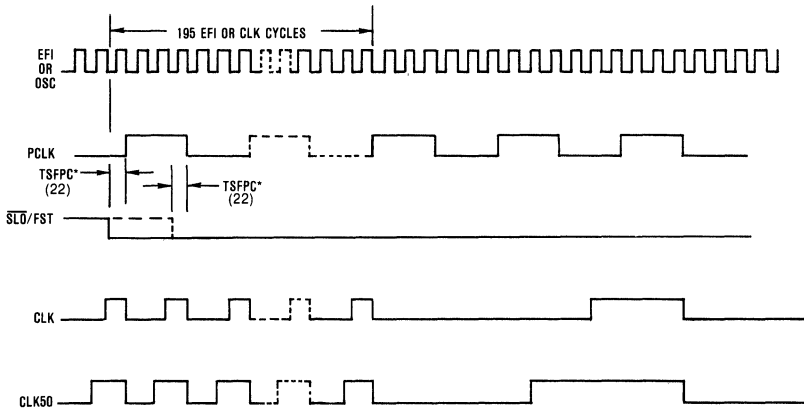 195 EFI OR CLK CYCLES
EFI
OR
OSC
PCLK
TSFPC*
(22)
TSFPC*
(22)
SLO/FST
CLK
CLK50